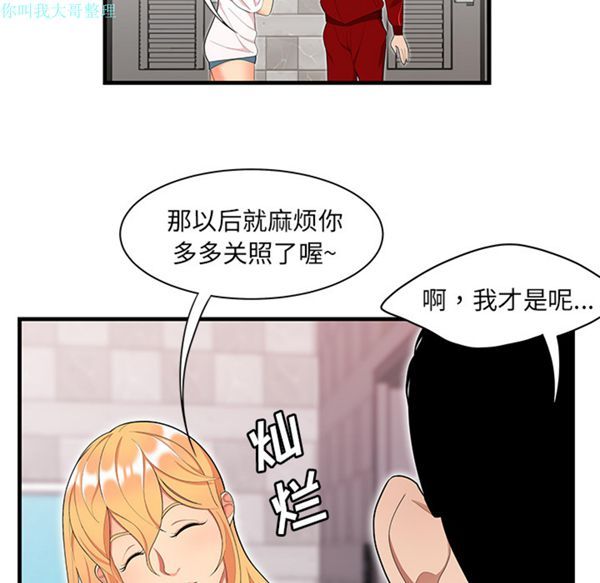 你叫我大哥整理
那以后就麻烦你
多多关照了喔~
啊，我才是呢...
灿
烂